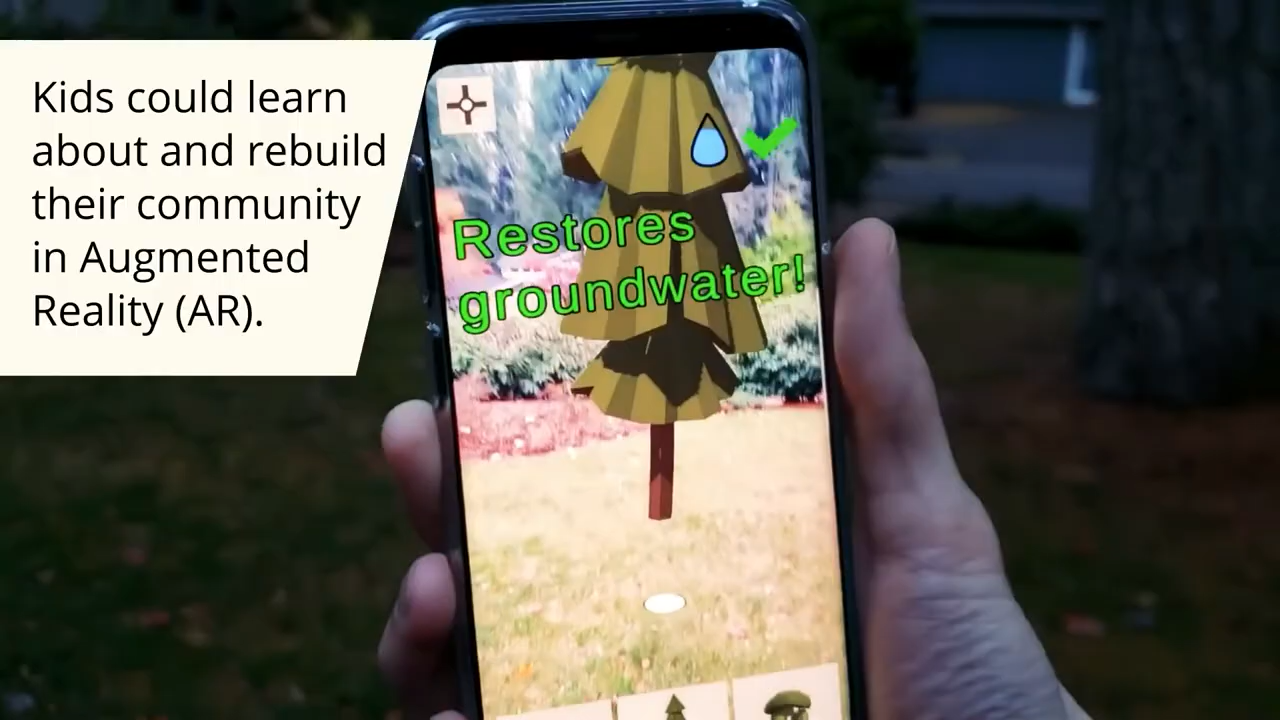 Kids could learn
about and rebuild
their community
in Augmented
Reality (AR).
Restores
groundwater!